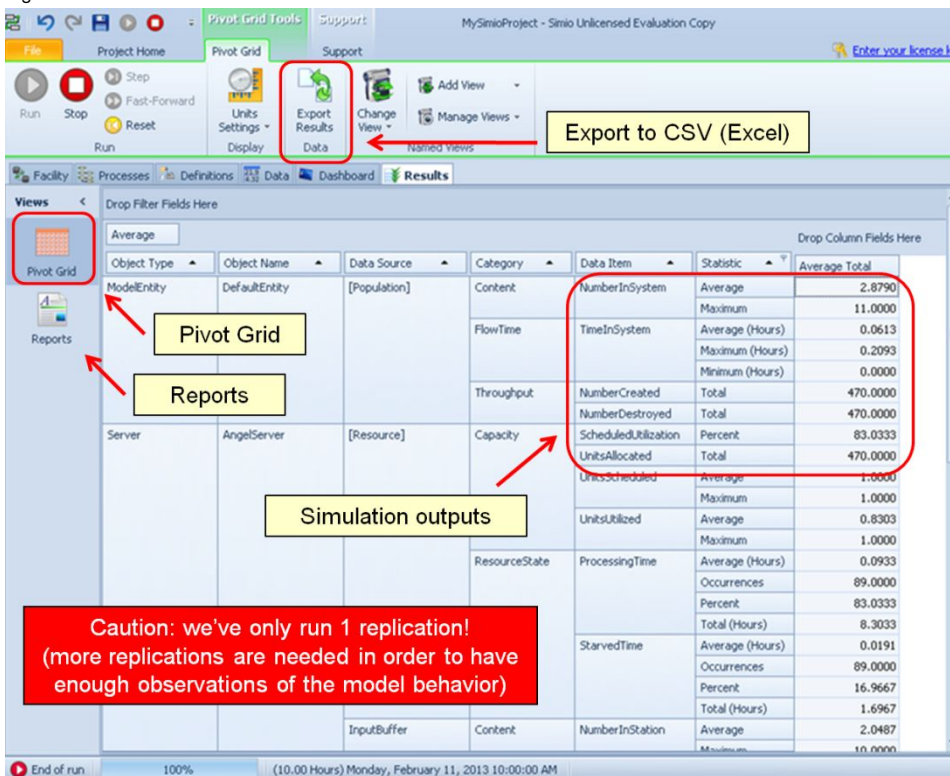 Pivot Grid Tools Support MySimioProject - Simio Unlicensed Evaluation Copy
File Project Home Pivot Grid Support Enter your license
Run
Stop
Step
Fast-Forward
Reset
Run
Units Settings
Display
Export Results
Data
Change View
Add View
Manage Views
Named Views
Export to CSV (Excel)
Facility Processes Definitions Data Dashboard Results
Views < Drop Filter Fields Here
Pivot Grid
Reports
Average Drop Column Fields Here
Object Type Object Name Data Source Category Data Item Statistic Average Total
ModelEntity DefaultEntity [Population] Content NumberInSystem Average 2.8790
Maximum 11.0000
FlowTime TimeInSystem Average (Hours) 0.0613
Maximum (Hours) 0.2093
Minimum (Hours) 0.0000
Throughput NumberCreated Total 470.0000
NumberDestroyed Total 470.0000
Server AngelServer [Resource] Capacity ScheduledUtilization Percent 83.0333
UnitsAllocated Total 470.0000
UnitsScheduled Average 1.0000
Maximum 1.0000
UnitsUtilized Average 0.8303
Maximum 1.0000
ResourceState ProcessingTime Average (Hours) 0.0933
Occurrences 89.0000
Percent 83.0333
Total (Hours) 8.3033
StarvedTime Average (Hours) 0.0191
Occurrences 89.0000
Percent 16.9667
Total (Hours) 1.6967
InputBuffer Content NumberInStation Average 2.0487
Maximum 10.0000
Pivot Grid
Reports
Simulation outputs
Caution: we've only run 1 replication!
(more replications are needed in order to have
enough observations of the model behavior)
End of run 100% (10.00 Hours) Monday, February 11, 2013 10:00:00 AM